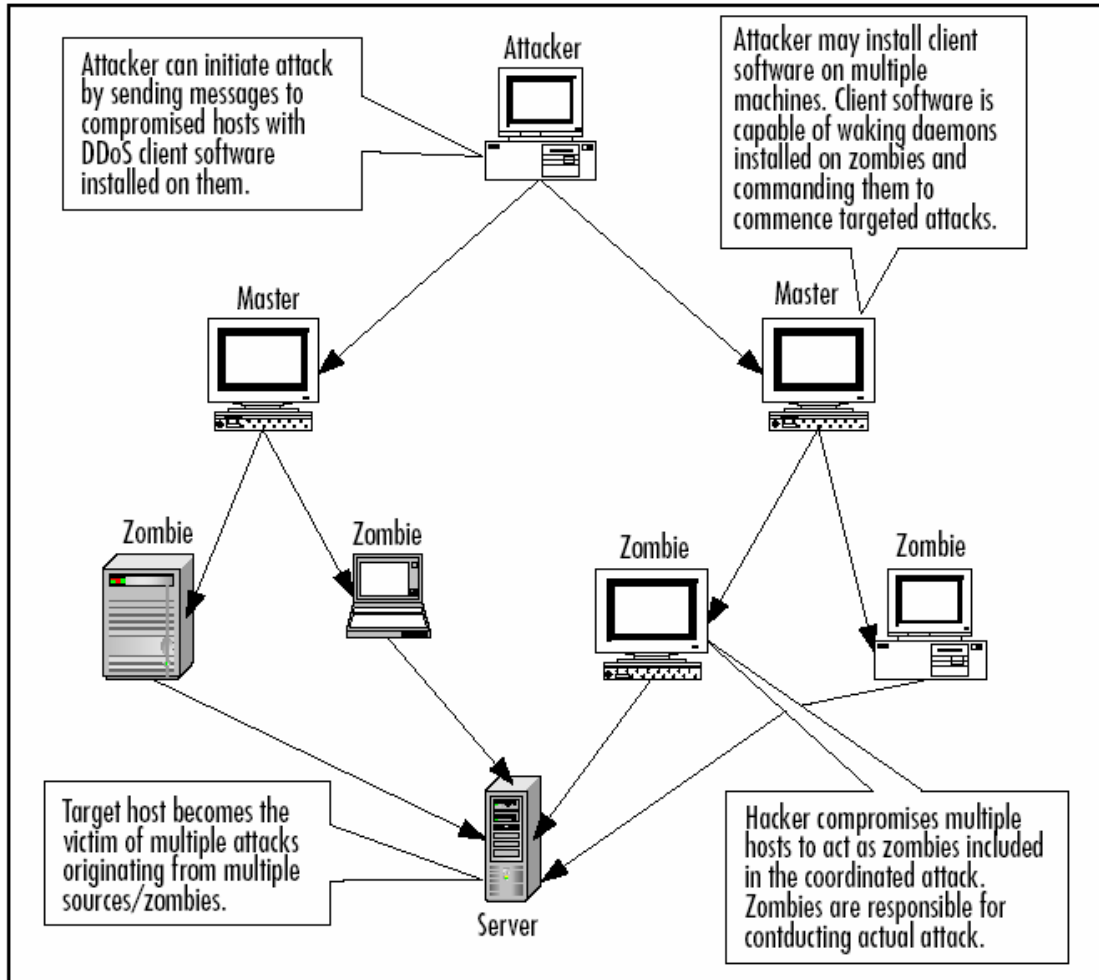 Attacker can initiate attack
by sending messages to
compromised hosts with
DDoS client software
installed on them.
Attacker
Attacker may install client
software on multiple
machines. Client software is
capable of waking daemons
installed on zombies and
commanding them to
commence targeted attacks.
Master
Master
Zombie
Zombie
Zombie
Zombie
Target host becomes the
victim of multiple attacks
originating from multiple
sources/zombies.
Server
Hacker compromises multiple
hosts to act as zombies included
in the coordinated attack.
Zombies are responsible for
contducting actual attack.